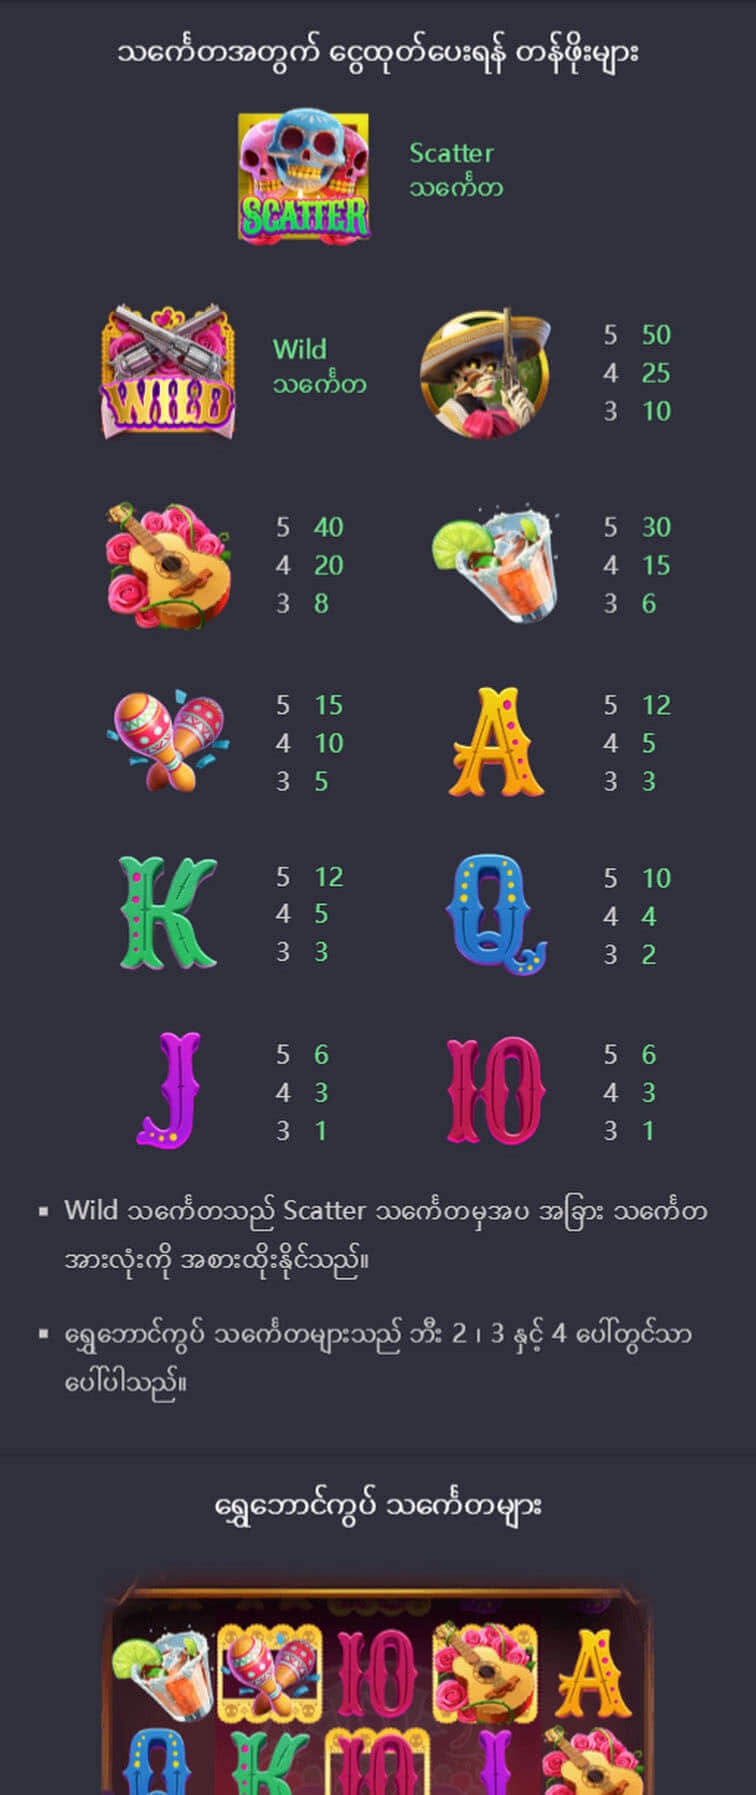 သင်္ကေတအတွက် ငွေထုတ်ပေးရန် တန်ဖိုးများ
SCATTER
Scatter
သင်္ကေတ
WILD
Wild
သင်္ကေတ
5 50
4 25
3 10
5 40
4 20
3 8
5 30
4 15
3 6
5 15
4 10
3 5
A
5 12
4 5
3 3
K
5 12
4 5
3 3
Q
5 10
4 4
3 2
J
5 6
4 3
3 1
10
5 6
4 3
3 1
▪ Wild သင်္ကေတသည် Scatter သင်္ကေတမှအပ အခြား သင်္ကေတ
အားလုံးကို အစားထိုးနိုင်သည်။
▪ ရွှေဘောင်ကွပ် သင်္ကေတများသည် ဘီး 2 ၊ 3 နှင့် 4 ပေါ်တွင်သာ
ပေါ်ပါသည်။
ရွှေဘောင်ကွပ် သင်္ကေတများ
10 A
Q K 10 J